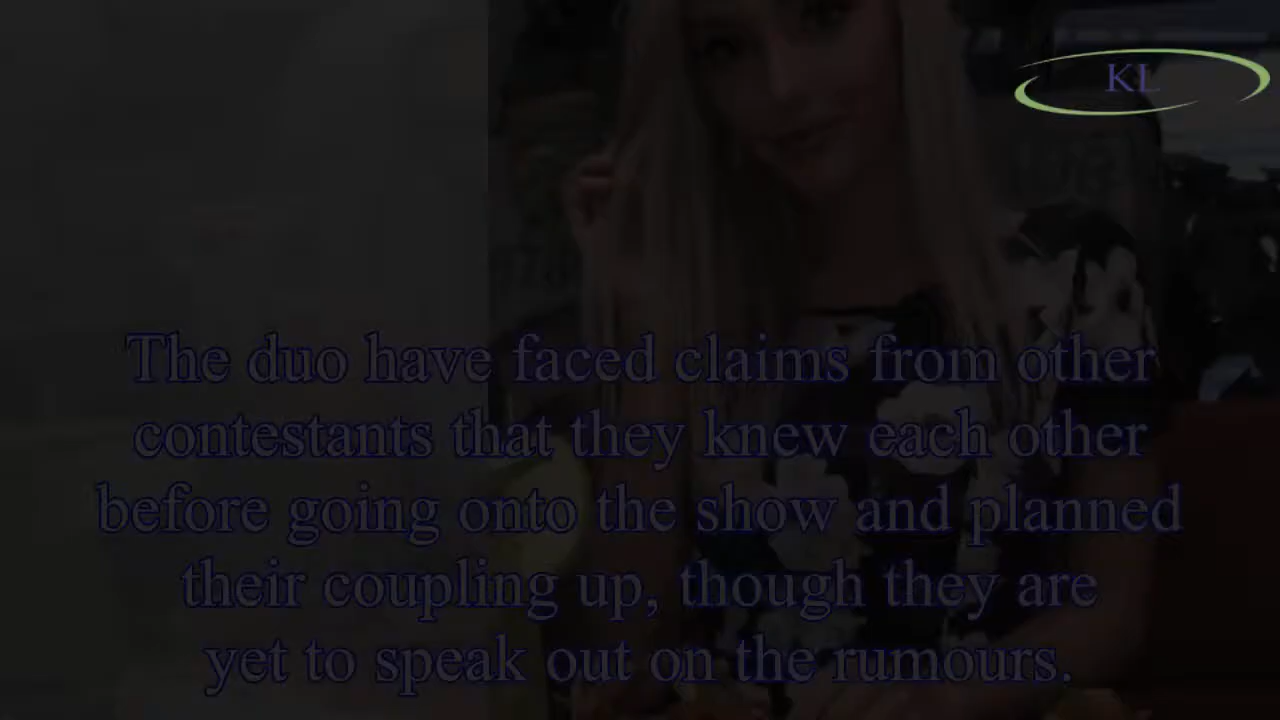 KL
The duo have faced claims from other
contestants that they knew each other
before going onto the show and planned
their coupling up, though they are
yet to speak out on the rumours.